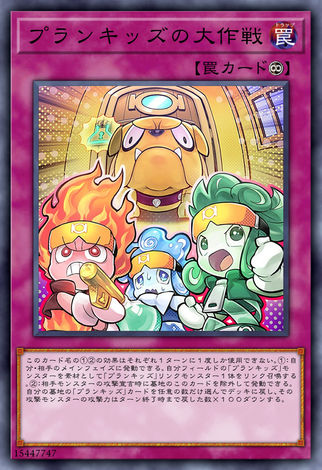 プランキッズの大作戦
トラップ
罠
【罠カード】
このカード名の①②の効果はそれぞれ１ターンに１度しか使用できない。①：自
分・相手のメインフェイズに発動できる。自分フィールドの「プランキッズ」モ
ンスターを素材として「プランキッズ」リンクモンスター１体をリンク召喚す
る。②：相手モンスターの攻撃宣言時に墓地のこのカードを除外して発動できる。
自分の墓地の「プランキッズ」カードを任意の数だけ選んでデッキに戻し、その
攻撃モンスターの攻撃力はターン終了時まで戻した数×１００ダウンする。
15447747